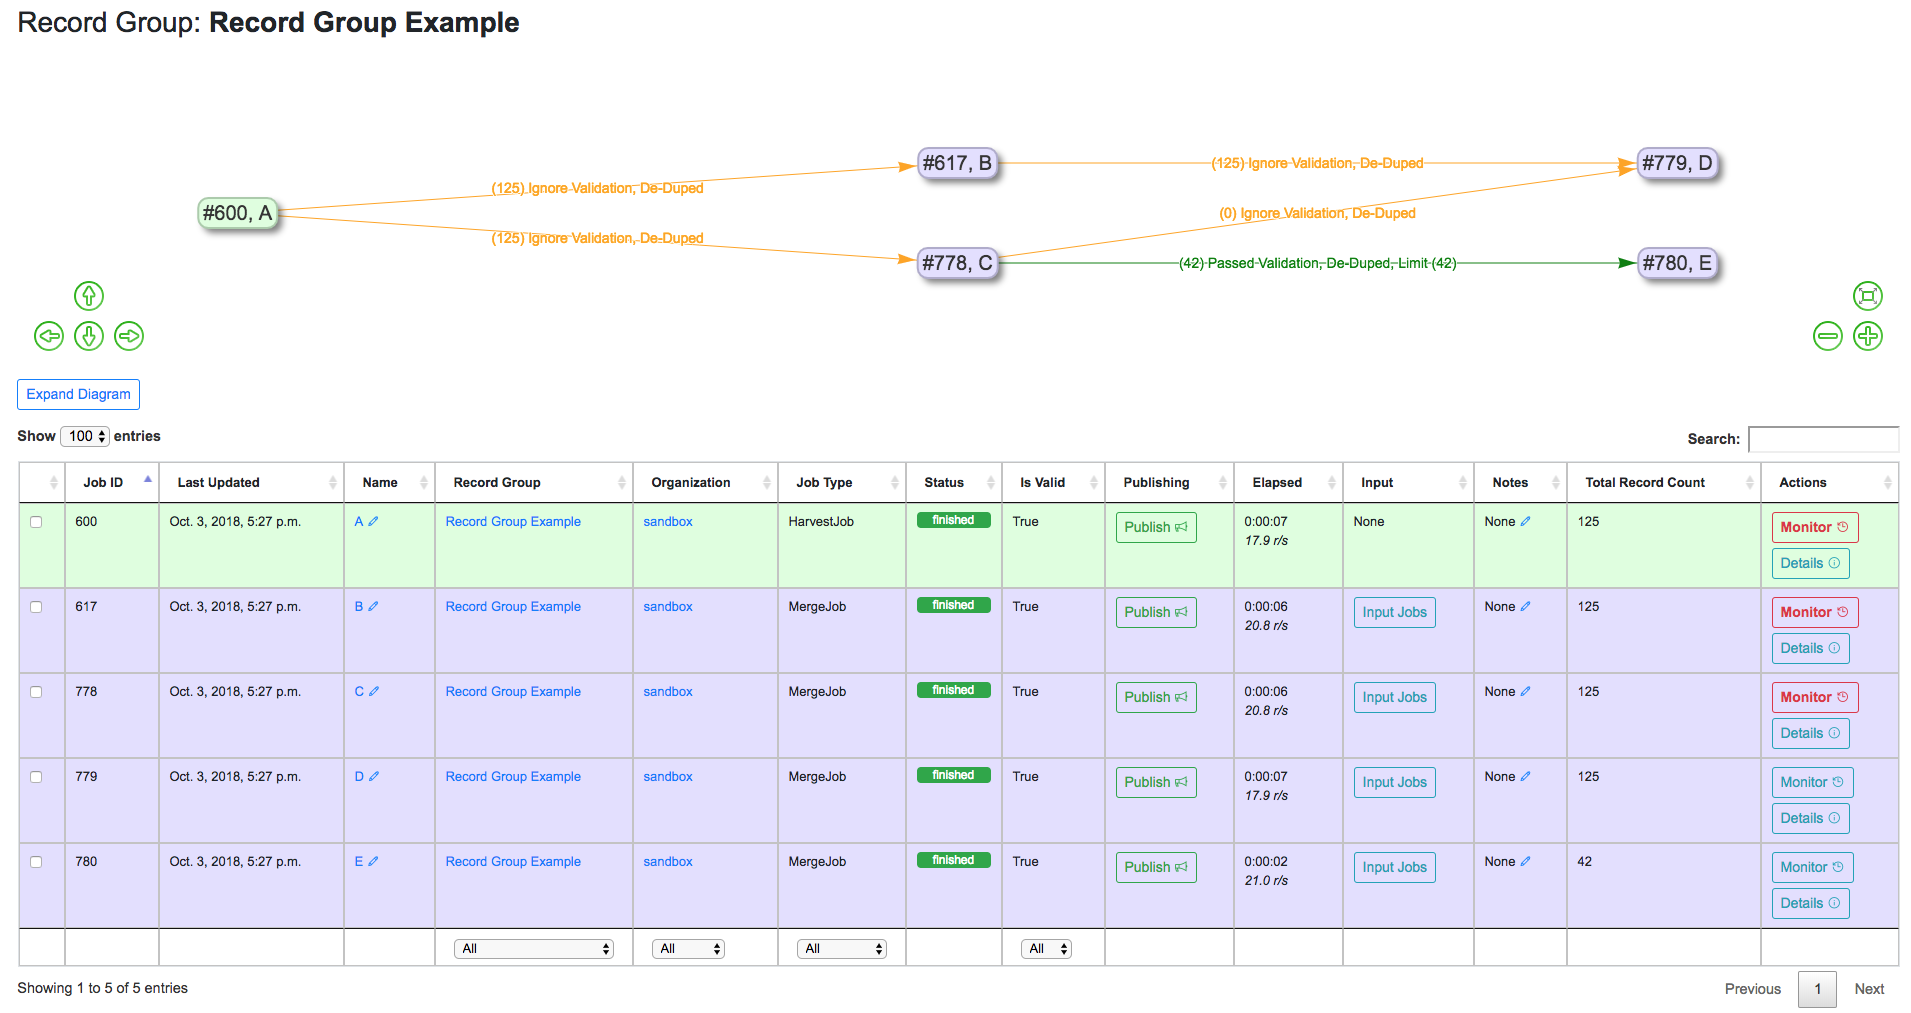 Record Group: Record Group Example
#617, B
(125) Ignore Validation, De-Duped
#779, D
(125) Ignore Validation, De-Duped
#600, A
(0) Ignore Validation, De-Duped
(125) Ignore Validation, De-Duped
#778, C
(42) Passed Validation, De-Duped, Limit (42)
#780, E
Expand Diagram
Show 100 entries
Search:
Job ID Last Updated Name Record Group Organization Job Type Status Is Valid Publishing Elapsed Input Notes Total Record Count Actions
600 Oct. 3, 2018, 5:27 p.m. A Record Group Example sandbox HarvestJob finished True Publish 0:00:07 None None 125 Monitor
17.9 r/s
Details
617 Oct. 3, 2018, 5:27 p.m. B Record Group Example sandbox MergeJob finished True Publish 0:00:06 Input Jobs None 125 Monitor
20.8 r/s
Details
778 Oct. 3, 2018, 5:27 p.m. C Record Group Example sandbox MergeJob finished True Publish 0:00:06 Input Jobs None 125 Monitor
20.8 r/s
Details
779 Oct. 3, 2018, 5:27 p.m. D Record Group Example sandbox MergeJob finished True Publish 0:00:07 Input Jobs None 125 Monitor
17.9 r/s
Details
780 Oct. 3, 2018, 5:27 p.m. E Record Group Example sandbox MergeJob finished True Publish 0:00:02 Input Jobs None 42 Monitor
21.0 r/s
Details
All All All All
Showing 1 to 5 of 5 entries
Previous 1 Next